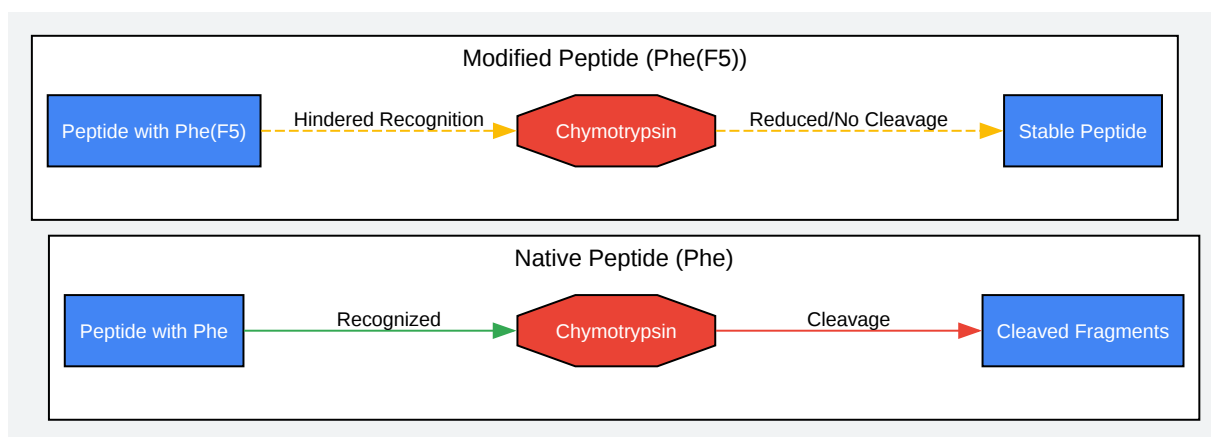 Modified Peptide (Phe(F5))
Peptide with Phe(F5)
Hindered Recognition
Chymotrypsin
Reduced/No Cleavage
Stable Peptide
Native Peptide (Phe)
Peptide with Phe
Recognized
Chymotrypsin
Cleavage
Cleaved Fragments